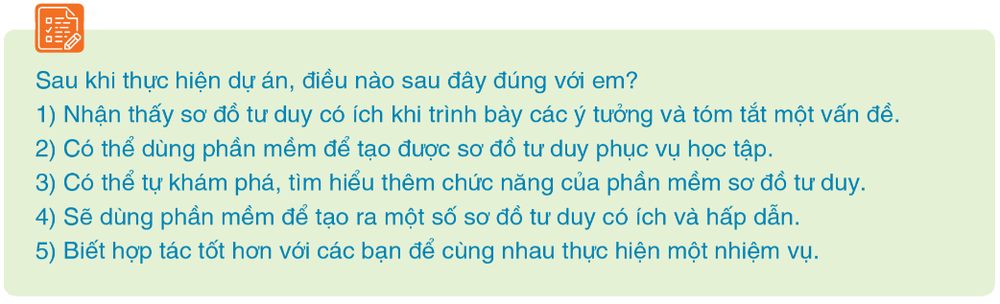 Sau khi thực hiện dự án, điều nào sau đây đúng với em?
1) Nhận thấy sơ đồ tư duy có ích khi trình bày các ý tưởng và tóm tắt một vấn đề.
2) Có thể dùng phần mềm để tạo được sơ đồ tư duy phục vụ học tập.
3) Có thể tự khám phá, tìm hiểu thêm chức năng của phần mềm sơ đồ tư duy.
4) Sẽ dùng phần mềm để tạo ra một số sơ đồ tư duy có ích và hấp dẫn.
5) Biết hợp tác tốt hơn với các bạn để cùng nhau thực hiện một nhiệm vụ.